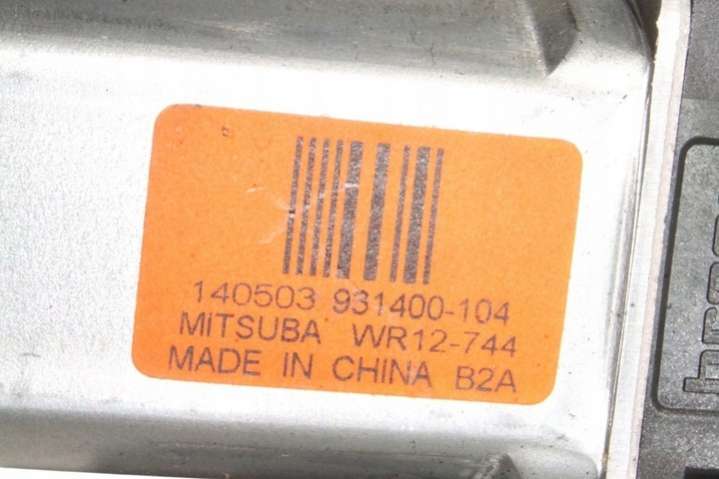 140503 931400-104
MITSUBA WR12-744
MADE IN CHINA B2A